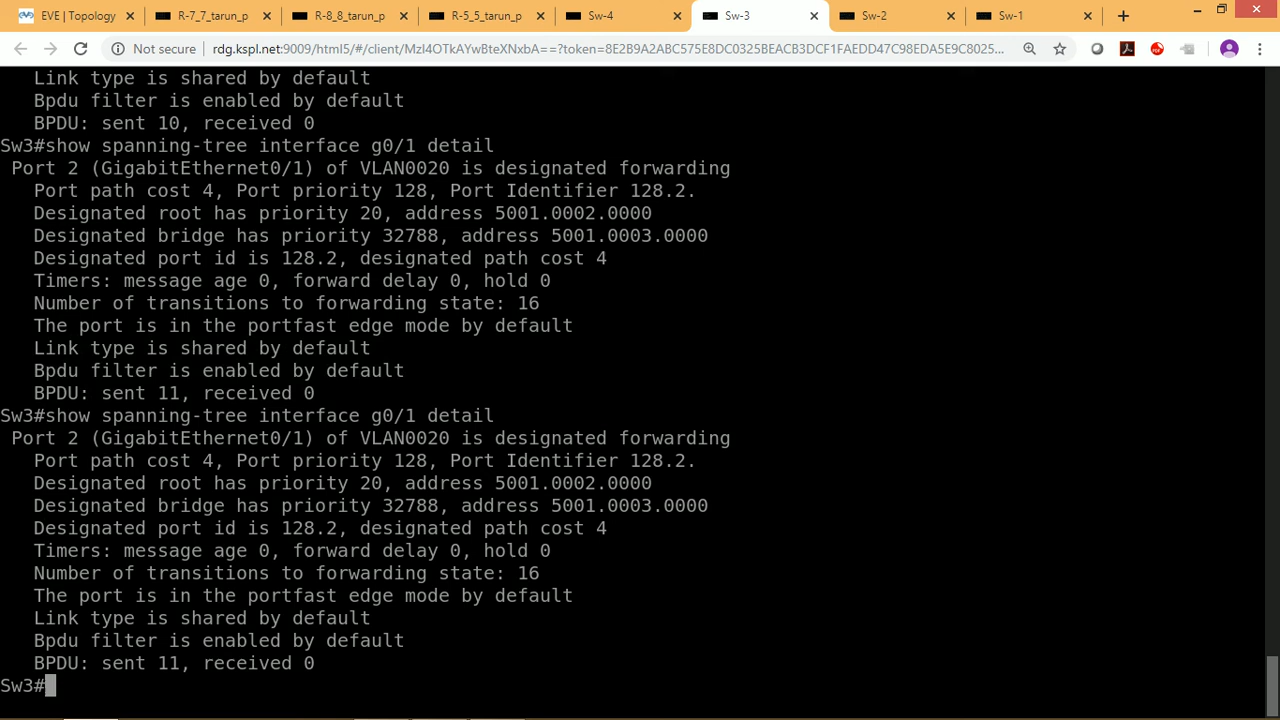 EVE | Topology
R-7_7_tarun_p
R-8_8_tarun_p
R-5_5_tarun_p
Sw-4
Sw-3
Sw-2
Sw-1
Not secure
rdg.kspl.net:9009/html5/#/client/MzI4OTkAYwBteXNxbA==?token=8E2B9A2ABC575E8DC0325BEACB3DCF1FAEDD47C98EDA5E9C8025...
Link type is shared by default
Bpdu filter is enabled by default
BPDU: sent 10, received 0
Sw3#show spanning-tree interface g0/1 detail
Port 2 (GigabitEthernet0/1) of VLAN0020 is designated forwarding
Port path cost 4, Port priority 128, Port Identifier 128.2.
Designated root has priority 20, address 5001.0002.0000
Designated bridge has priority 32788, address 5001.0003.0000
Designated port id is 128.2, designated path cost 4
Timers: message age 0, forward delay 0, hold 0
Number of transitions to forwarding state: 16
The port is in the portfast edge mode by default
Link type is shared by default
Bpdu filter is enabled by default
BPDU: sent 11, received 0
Sw3#show spanning-tree interface g0/1 detail
Port 2 (GigabitEthernet0/1) of VLAN0020 is designated forwarding
Port path cost 4, Port priority 128, Port Identifier 128.2.
Designated root has priority 20, address 5001.0002.0000
Designated bridge has priority 32788, address 5001.0003.0000
Designated port id is 128.2, designated path cost 4
Timers: message age 0, forward delay 0, hold 0
Number of transitions to forwarding state: 16
The port is in the portfast edge mode by default
Link type is shared by default
Bpdu filter is enabled by default
BPDU: sent 11, received 0
Sw3#